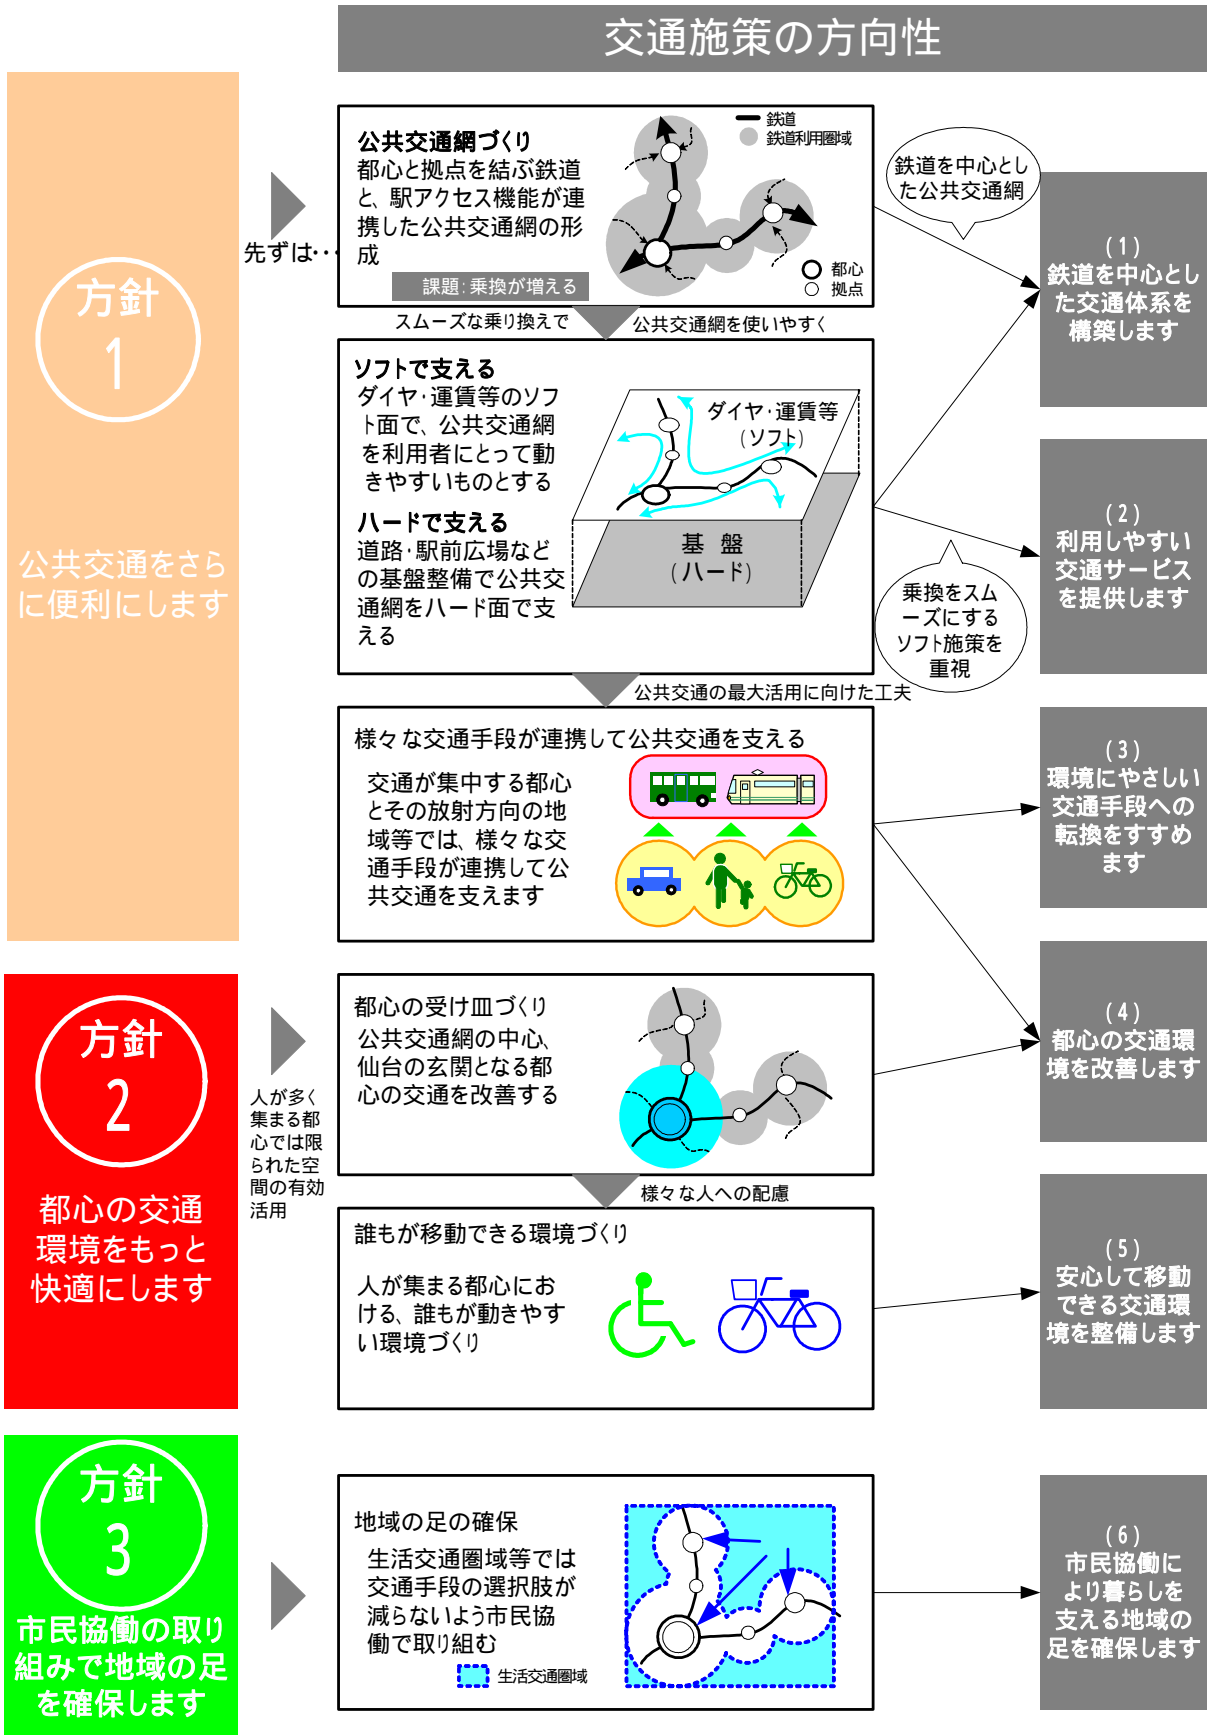 交通施策の方向性
方針
1
公共交通をさら
に便利にします
先ずは…
公共交通網づくり
都心と拠点を結ぶ鉄道
と、駅アクセス機能が連
携した公共交通網の形
成
課題:乗換が増える
鉄道
鉄道利用圏域
都心
拠点
鉄道を中心とし
た公共交通網
(1)
鉄道を中心とし
た交通体系を
構築します
スムーズな乗り換えで
公共交通網を使いやすく
ソフトで支える
ダイヤ・運賃等のソフ
ト面で、公共交通網
を利用者にとって動
きやすいものとする
ハードで支える
道路・駅前広場など
の基盤整備で公共交
通網をハード面で支
える
ダイヤ・運賃等
(ソフト)
基 盤
(ハード)
(2)
利用しやすい
交通サービス
を提供します
乗換をスム
ーズにする
ソフト施策を
重視
公共交通の最大活用に向けた工夫
様々な交通手段が連携して公共交通を支える
交通が集中する都心
とその放射方向の地
域等では、様々な交
通手段が連携して公
共交通を支えます
(3)
環境にやさしい
交通手段への
転換をすすめ
ます
方針
2
都心の交通
環境をもっと
快適にします
人が多く
集まる都
心では限
られた空
間の有効
活用
都心の受け皿づくり
公共交通網の中心、
仙台の玄関となる都
心の交通を改善する
(4)
都心の交通環
境を改善します
様々な人への配慮
誰もが移動できる環境づくり
人が集まる都心にお
ける、誰もが動きやす
い環境づくり
(5)
安心して移動
できる交通環
境を整備します
方針
3
市民協働の取り
組みで地域の足
を確保します
地域の足の確保
生活交通圏域等では
交通手段の選択肢が
減らないよう市民協
働で取り組む
生活交通圏域
(6)
市民協働に
より暮らしを
支える地域の
足を確保します